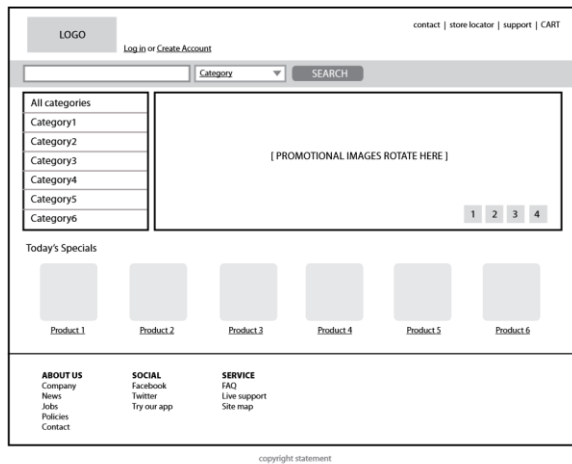 LOGO
contact | store locator | support | CART
Log in or Create Account
Category
SEARCH
All categories
Category1
Category2
Category3
Category4
Category5
Category6
[ PROMOTIONAL IMAGES ROTATE HERE ]
1 2 3 4
Today's Specials
Product 1 Product 2 Product 3 Product 4 Product 5 Product 6
ABOUT US
Company
News
Jobs
Policies
Contact
SOCIAL
Facebook
Twitter
Try our app
SERVICE
FAQ
Live support
Site map
copyright statement